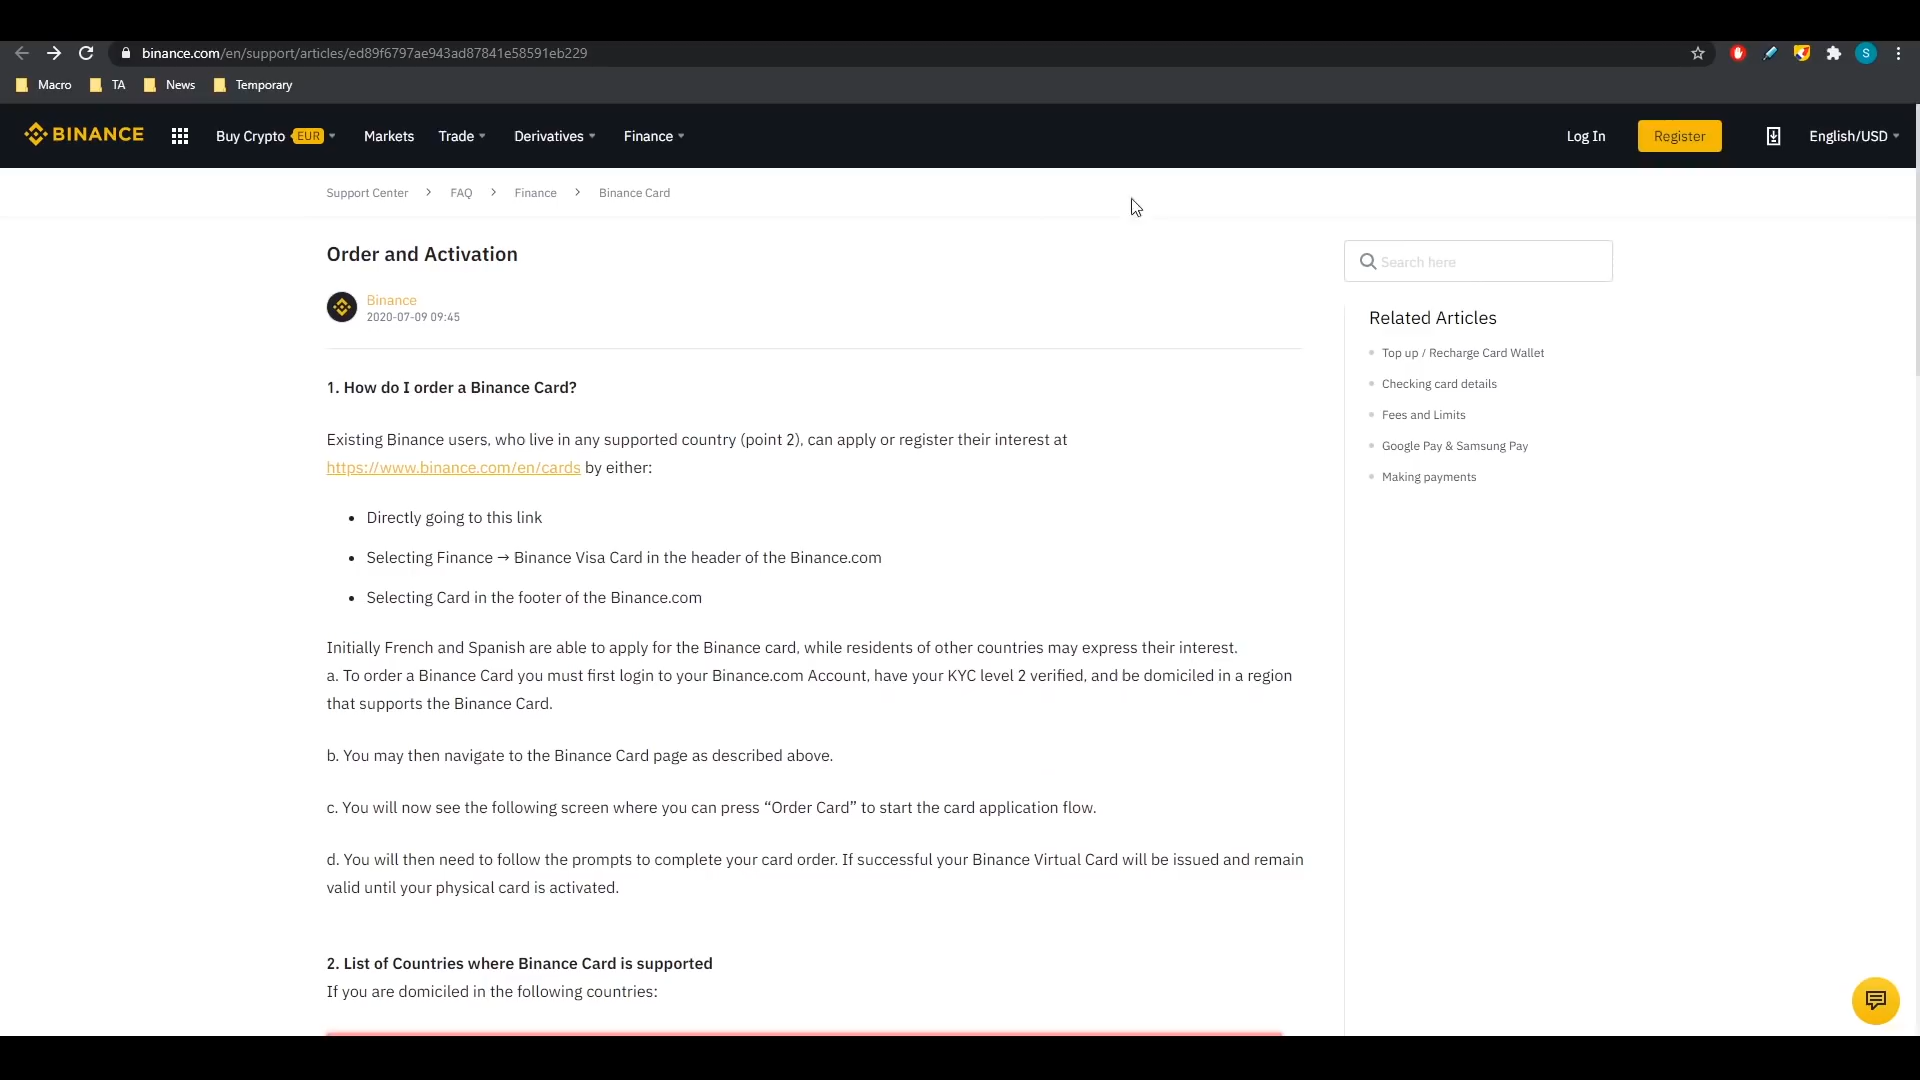 binance.com/en/support/articles/ed89f6797ae943ad87841e58591eb229
S
Macro TA News Temporary
BINANCE Buy Crypto EUR Markets Trade Derivatives Finance Log In Register English/USD
Support Center > FAQ > Finance > Binance Card
Order and Activation
Search here
Binance
2020-07-09 09:45
Related Articles
Top up / Recharge Card Wallet
Checking card details
Fees and Limits
Google Pay & Samsung Pay
Making payments
1. How do I order a Binance Card?
Existing Binance users, who live in any supported country (point 2), can apply or register their interest at
https://www.binance.com/en/cards by either:
• Directly going to this link
• Selecting Finance → Binance Visa Card in the header of the Binance.com
• Selecting Card in the footer of the Binance.com
Initially French and Spanish are able to apply for the Binance card, while residents of other countries may express their interest.
a. To order a Binance Card you must first login to your Binance.com Account, have your KYC level 2 verified, and be domiciled in a region
that supports the Binance Card.
b. You may then navigate to the Binance Card page as described above.
c. You will now see the following screen where you can press “Order Card” to start the card application flow.
d. You will then need to follow the prompts to complete your card order. If successful your Binance Virtual Card will be issued and remain
valid until your physical card is activated.
2. List of Countries where Binance Card is supported
If you are domiciled in the following countries: